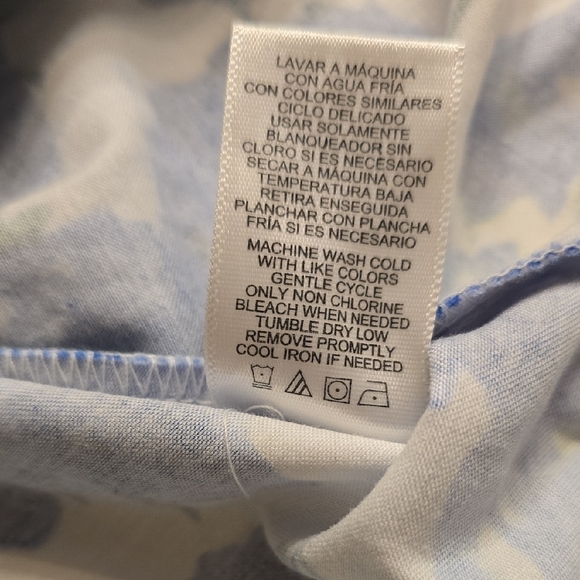 LAVAR A MÁQUINA
CON AGUA FRÍA
CON COLORES SIMILARES
CICLO DELICADO
USAR SOLAMENTE
BLANQUEADOR SIN
CLORO SI ES NECESARIO
SECAR A MÁQUINA CON
TEMPERATURA BAJA
RETIRA ENSEGUIDA
PLANCHAR CON PLANCHA
FRÍA SI ES NECESARIO
MACHINE WASH COLD
WITH LIKE COLORS
GENTLE CYCLE
ONLY NON CHLORINE
BLEACH WHEN NEEDED
TUMBLE DRY LOW
REMOVE PROMPTLY
COOL IRON IF NEEDED